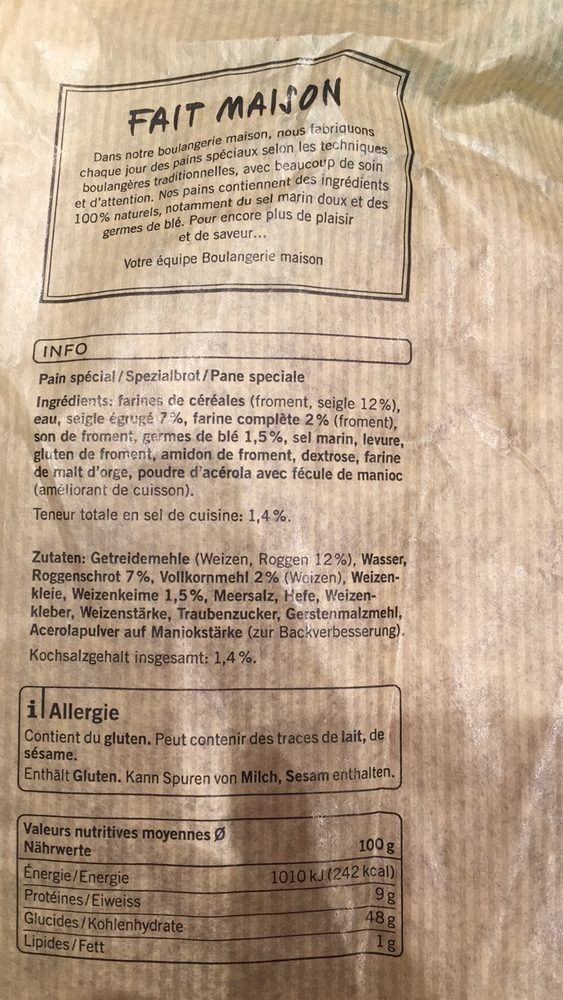 FAIT MAISON
Dans notre boulangerie maison, nous fabriquons
chaque jour des pains spéciaux selon les techniques
boulangères traditionnelles, avec beaucoup de soin
et d'attention. Nos pains contiennent des ingrédients
100% naturels, notamment du sel marin doux et des
germes de blé. Pour encore plus de plaisir
et de saveur...
Votre équipe Boulangerie maison
INFO
Pain spécial/Spezialbrot/Pane speciale
Ingrédients: farines de céréales (froment, seigle 12%),
eau, seigle égrugé 7%, farine complète 2% (froment),
son de froment, germes de blé 1,5%, sel marin, levure,
gluten de froment, amidon de froment, dextrose, farine
de malt d'orge, poudre d'acérola avec fécule de manioc
(améliorant de cuisson).
Teneur totale en sel de cuisine: 1,4%.
Zutaten: Getreidemehle (Weizen, Roggen 12%), Wasser,
Roggenschrot 7%, Vollkornmehl 2% (Weizen), Weizen-
kleie, Weizenkeime 1,5%, Meersalz, Hefe, Weizen-
kleber, Weizenstärke, Traubenzucker, Gerstenmalzmehl,
Acerolapulver auf Maniokstärke (zur Backverbesserung).
Kochsalzgehalt insgesamt: 1,4%.
i Allergie
Contient du gluten. Peut contenir des traces de lait, de
sésame.
Enthält Gluten. Kann Spuren von Milch, Sesam enthalten.
Valeurs nutritives moyennes Ø
Nährwerte 100g
Énergie/Energie 1010 kJ (242 kcal)
Protéines/Eiweiss 9g
Glucides/Kohlenhydrate 48g
Lipides/Fett 1g